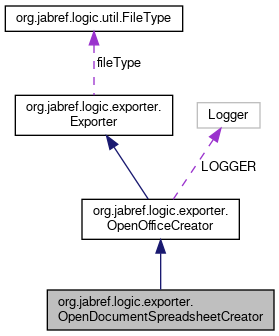 org.jabref.logic.util.FileType
fileType
org.jabref.logic.exporter.
Exporter
Logger
LOGGER
org.jabref.logic.exporter.
OpenOfficeCreator
org.jabref.logic.exporter.
OpenDocumentSpreadsheetCreator